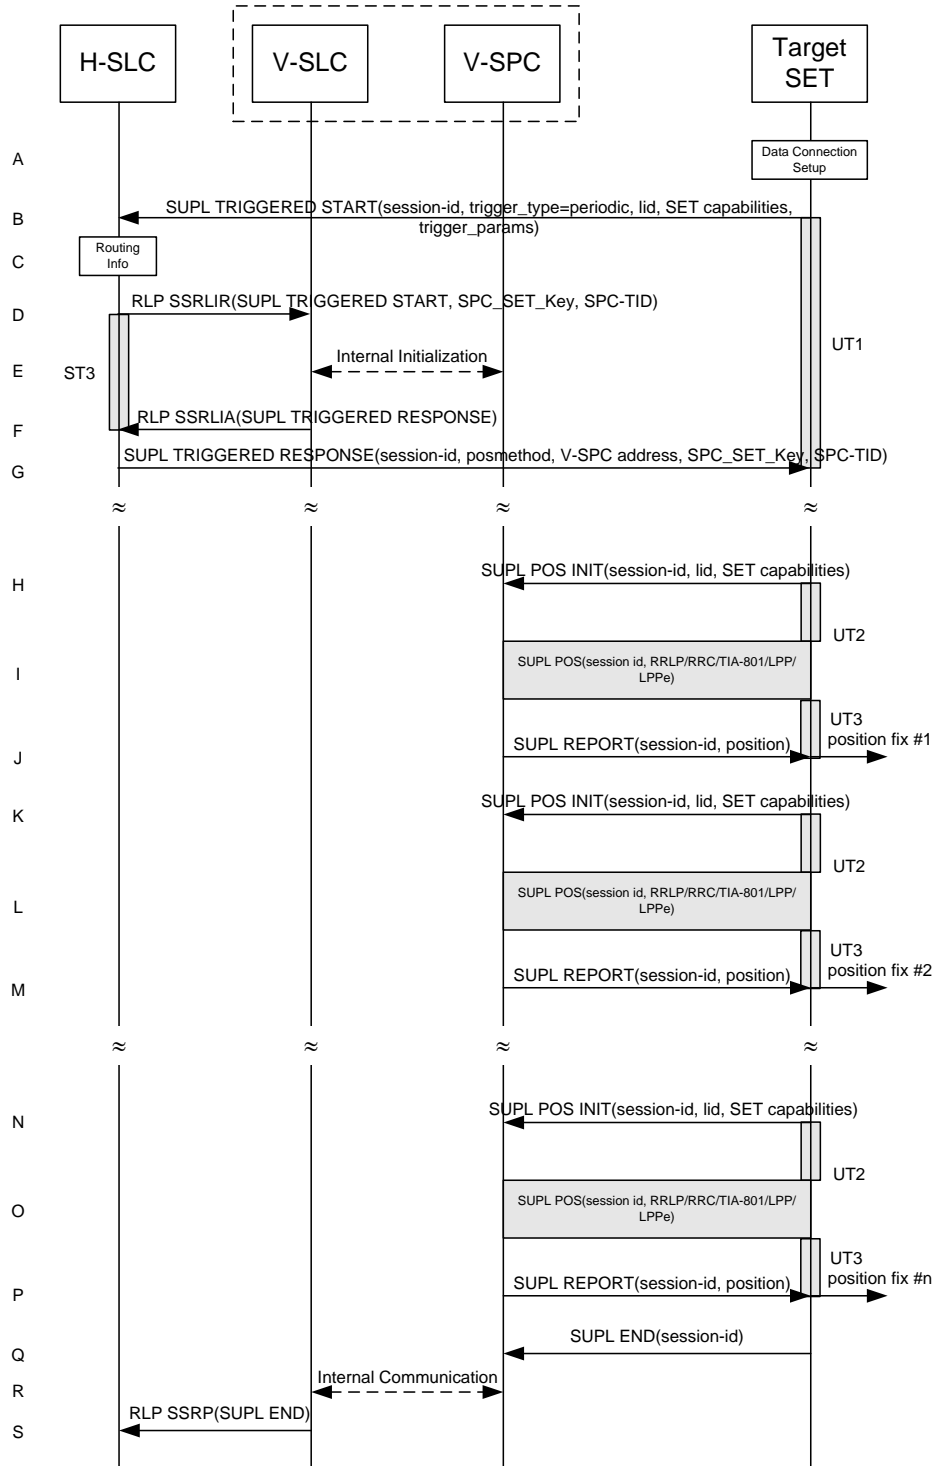 H-SLC
V-SLC
V-SPC
Target
SET
A
Data Connection
Setup
B
SUPL TRIGGERED START(session-id, trigger_type=periodic, lid, SET capabilities,
trigger_params)
Routing
Info
C
D
RLP SSRLIR(SUPL TRIGGERED START, SPC_SET_Key, SPC-TID)
UT1
E
ST3
Internal Initialization
F
RLP SSRLIA(SUPL TRIGGERED RESPONSE)
G
SUPL TRIGGERED RESPONSE(session-id, posmethod, V-SPC address, SPC_SET_Key, SPC-TID)
≈ ≈ ≈ ≈
H
SUPL POS INIT(session-id, lid, SET capabilities)
UT2
I
SUPL POS(session id, RRLP/RRC/TIA-801/LPP/
LPPe)
UT3
position fix #1
J
SUPL REPORT(session-id, position)
K
SUPL POS INIT(session-id, lid, SET capabilities)
UT2
L
SUPL POS(session id, RRLP/RRC/TIA-801/LPP/
LPPe)
UT3
position fix #2
M
SUPL REPORT(session-id, position)
≈ ≈ ≈ ≈
N
SUPL POS INIT(session-id, lid, SET capabilities)
UT2
O
SUPL POS(session id, RRLP/RRC/TIA-801/LPP/
LPPe)
UT3
position fix #n
P
SUPL REPORT(session-id, position)
Q
SUPL END(session-id)
R
Internal Communication
S
RLP SSRP(SUPL END)